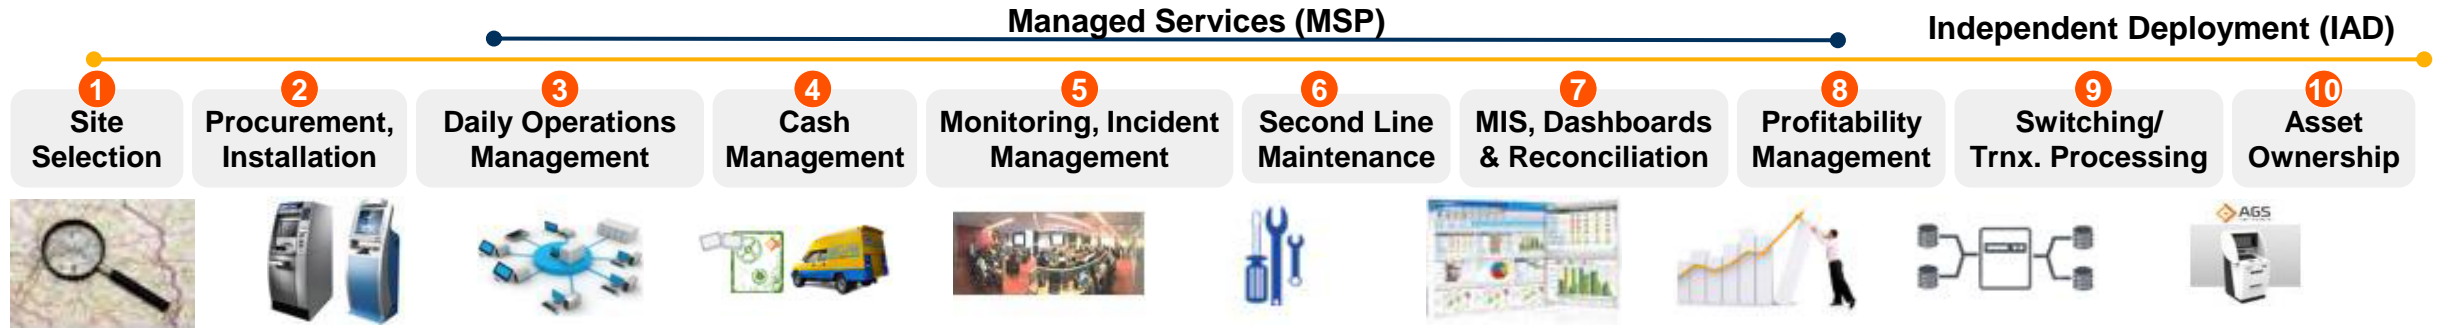 Managed Services (MSP)
Independent Deployment (IAD)
1
Site
Selection
2
Procurement,
Installation
3
Daily Operations
Management
4
Cash
Management
5
Monitoring, Incident
Management
6
Second Line
Maintenance
7
MIS, Dashboards
& Reconciliation
8
Profitability
Management
9
Switching/
Trnx. Processing
10
Asset
Ownership
AGS